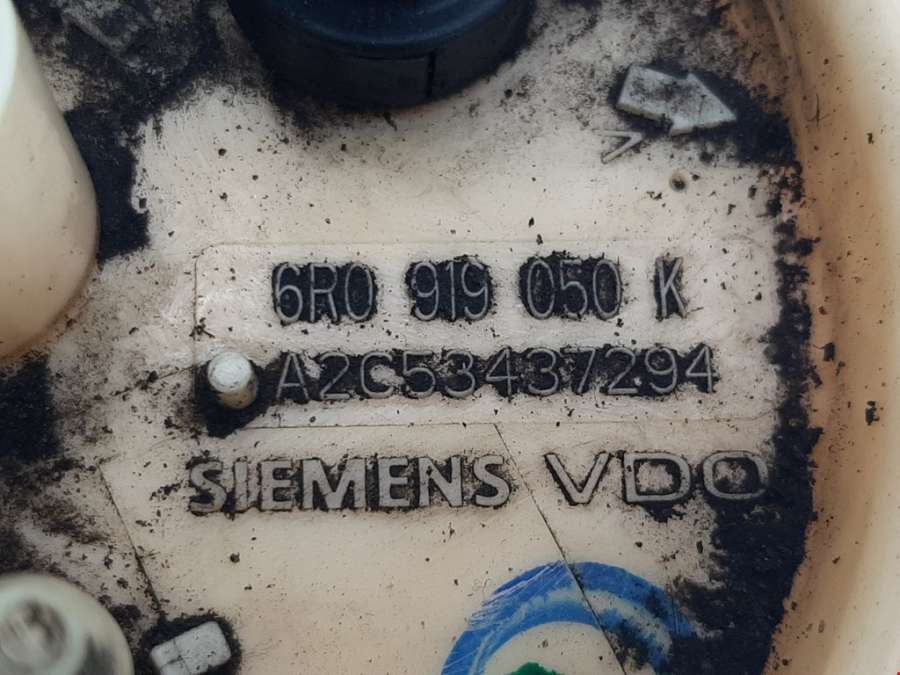 6R0 919 050 K
A2C53437294
SIEMENS VDO